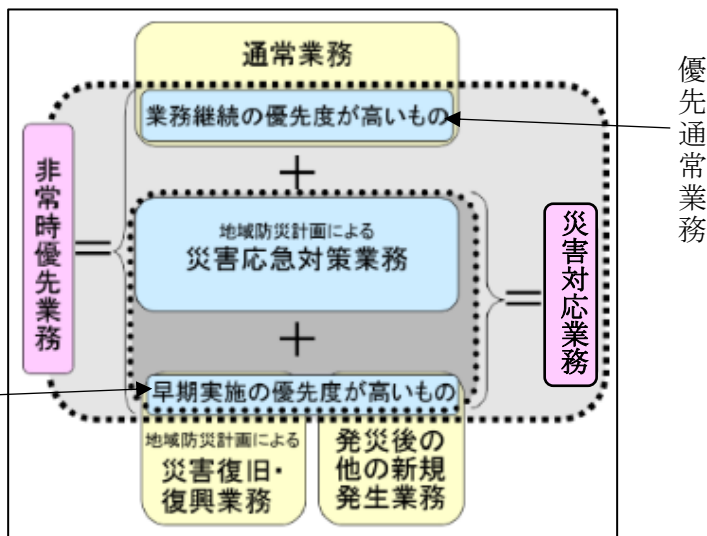 通常業務
業務継続の優先度が高いもの
優先通常業務
+
非常時優先業務
=
地域防災計画による
災害応急対策業務
=
災害対応業務
+
早期実施の優先度が高いもの
地域防災計画による
災害復旧・
復興業務
発災後の
他の新規
発生業務